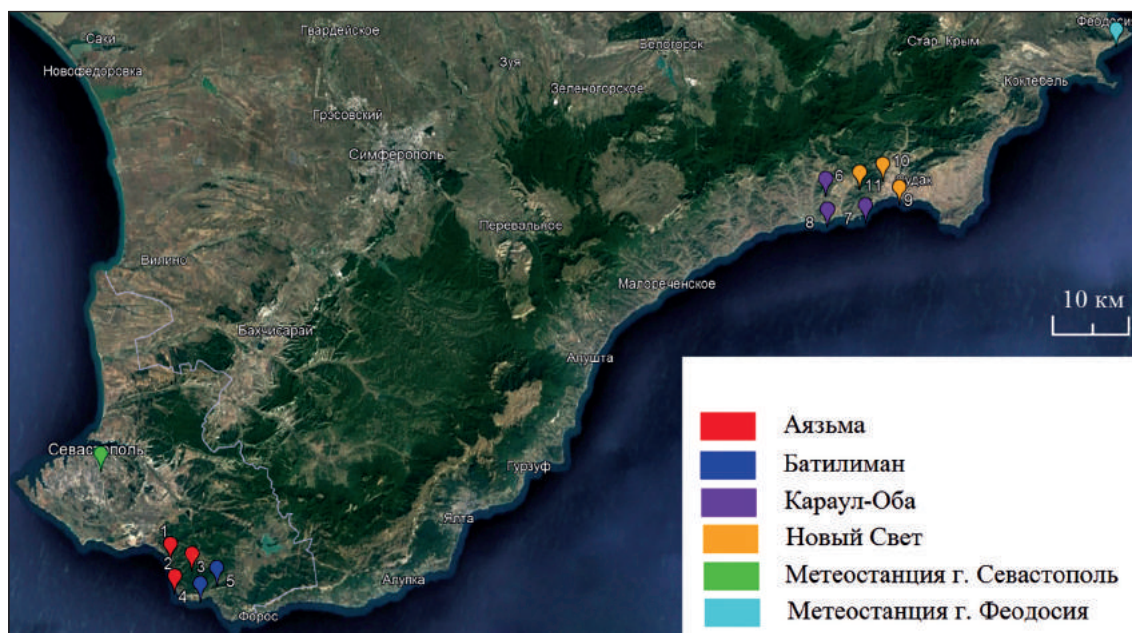 Феодосия
Саки
Гвардейское
Белогорск
Стар. Крым
Новофедоровка
Зуя
Зеленогорское
Коктебель
Грэсовский
Симферополь
10
6
Судак
11
9
8
7
Перевальное
Вилино
Малореченское
10 км
Бахчисарай
Алушта
Аязьма
Севастополь
Батилиман
Гурзуф
Караул-Оба
Ялта
Новый Свет
1
2
3
Метеостанция г. Севастополь
5
Алупка
4
Форос
Метеостанция г. Феодосия